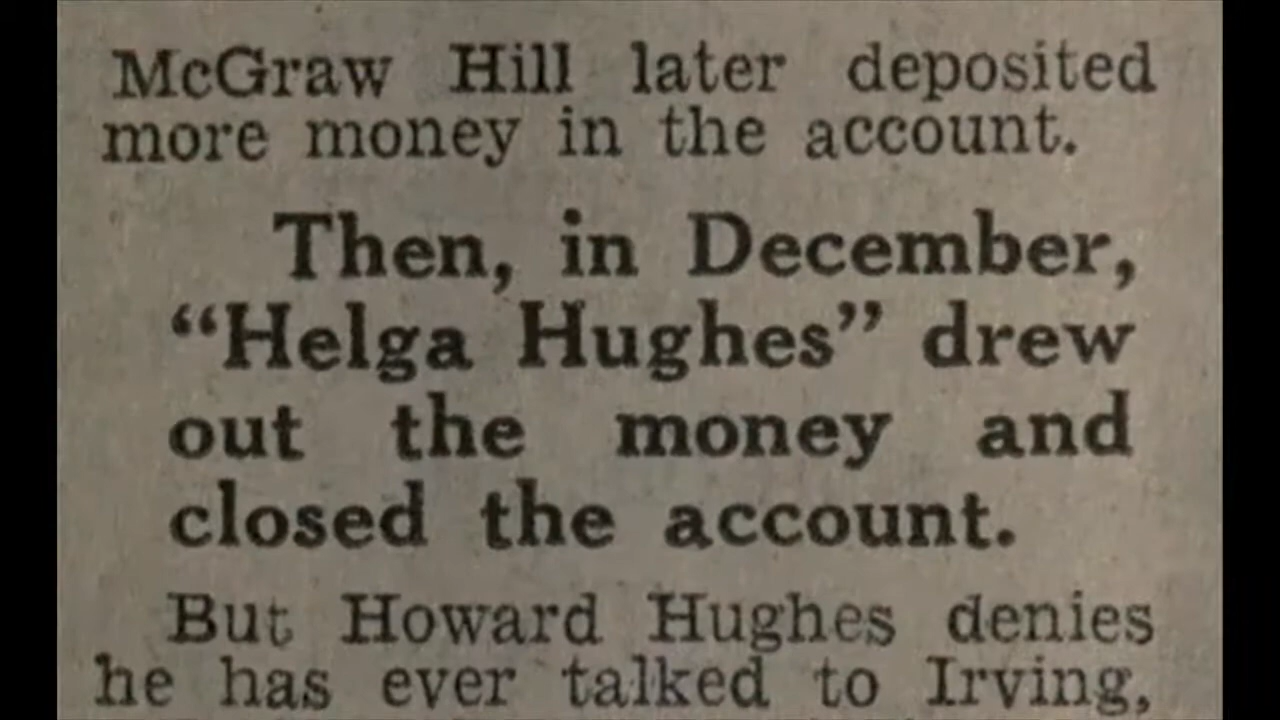 McGraw Hill later deposited
more money in the account.
Then, in December,
“Helga Hughes” drew
out the money and
closed the account.
But Howard Hughes denies
he has ever talked to Irving,